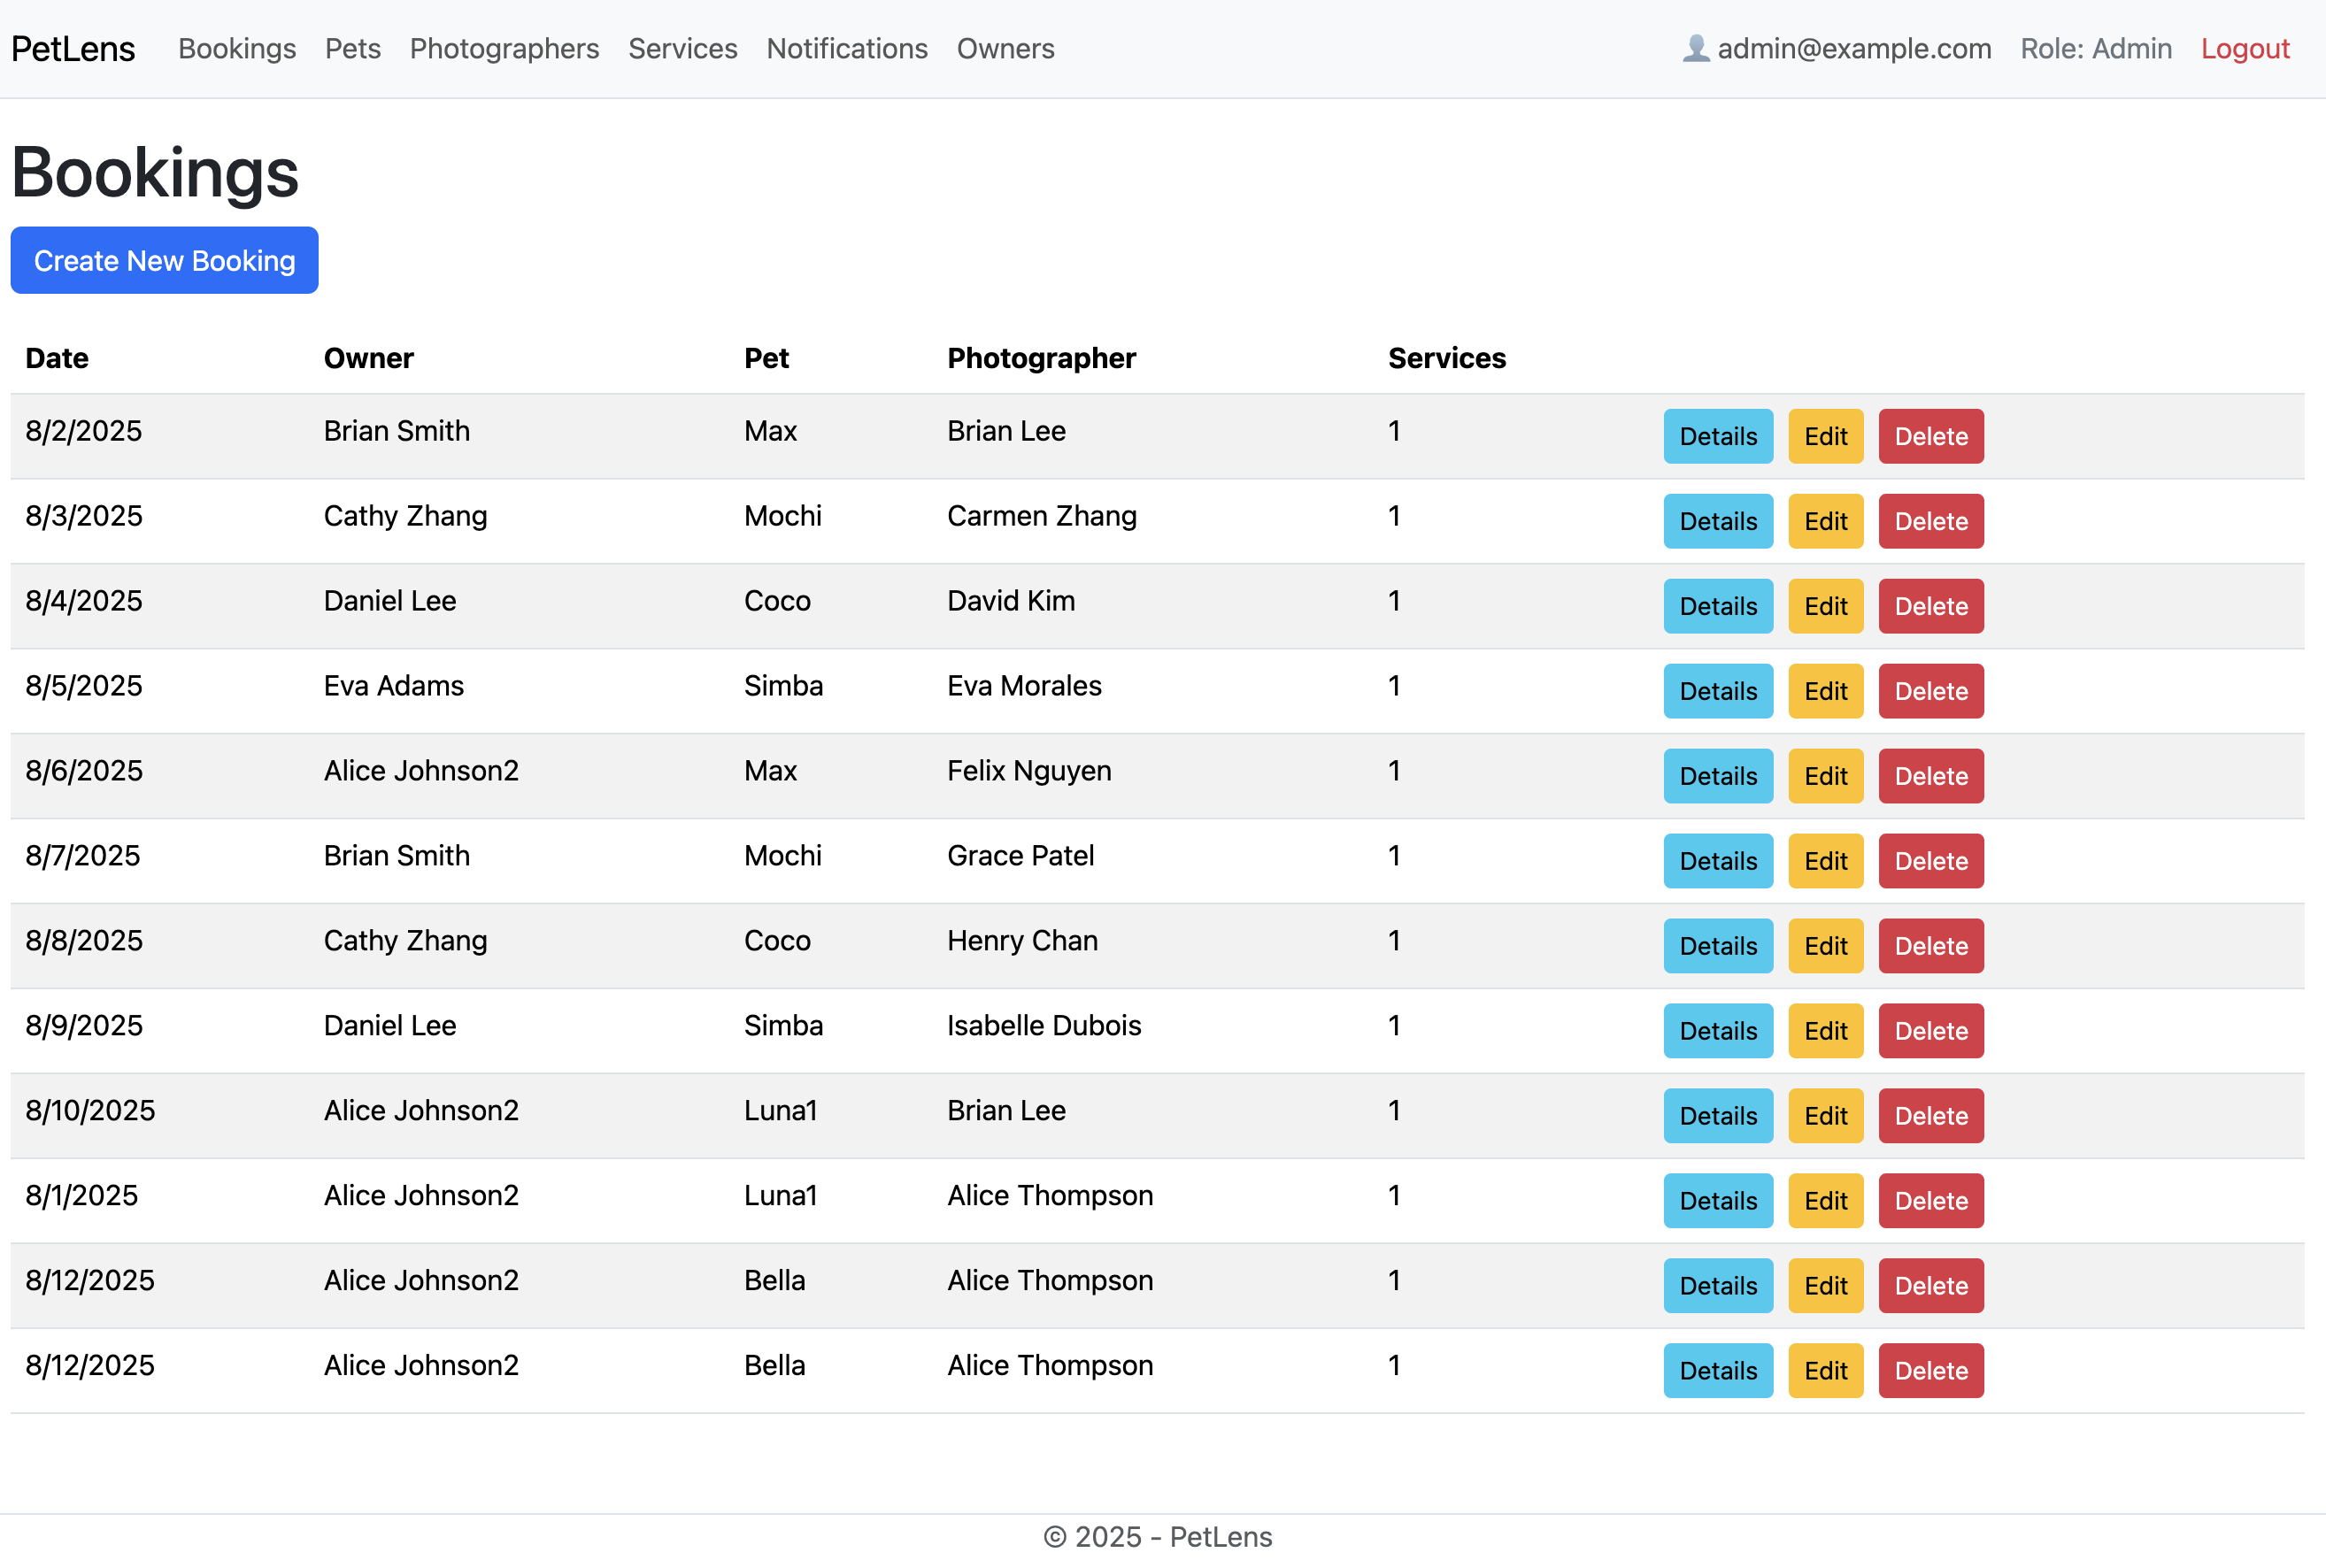 PetLens Bookings Pets Photographers Services Notifications Owners admin@example.com Role: Admin Logout
Bookings
Create New Booking
Date Owner Pet Photographer Services
8/2/2025 Brian Smith Max Brian Lee 1 Details Edit Delete
8/3/2025 Cathy Zhang Mochi Carmen Zhang 1 Details Edit Delete
8/4/2025 Daniel Lee Coco David Kim 1 Details Edit Delete
8/5/2025 Eva Adams Simba Eva Morales 1 Details Edit Delete
8/6/2025 Alice Johnson2 Max Felix Nguyen 1 Details Edit Delete
8/7/2025 Brian Smith Mochi Grace Patel 1 Details Edit Delete
8/8/2025 Cathy Zhang Coco Henry Chan 1 Details Edit Delete
8/9/2025 Daniel Lee Simba Isabelle Dubois 1 Details Edit Delete
8/10/2025 Alice Johnson2 Luna1 Brian Lee 1 Details Edit Delete
8/1/2025 Alice Johnson2 Luna1 Alice Thompson 1 Details Edit Delete
8/12/2025 Alice Johnson2 Bella Alice Thompson 1 Details Edit Delete
8/12/2025 Alice Johnson2 Bella Alice Thompson 1 Details Edit Delete
© 2025 - PetLens